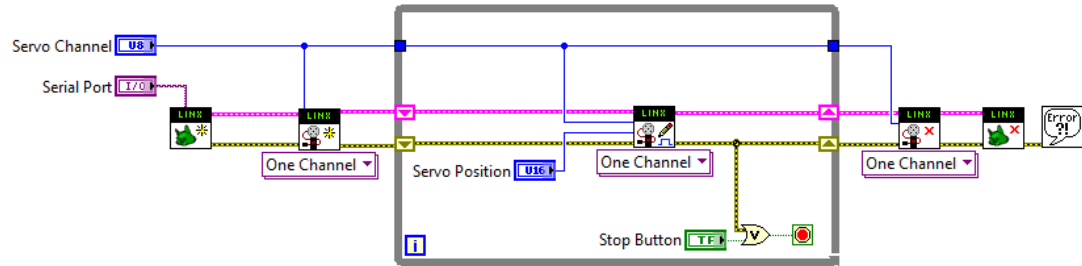 Servo Channel U8
Serial Port I/O
LINX
LINX
One Channel
LINX
One Channel
Servo Position U16
Stop Button TF
V
i
LINX
One Channel
LINX
Error
?!